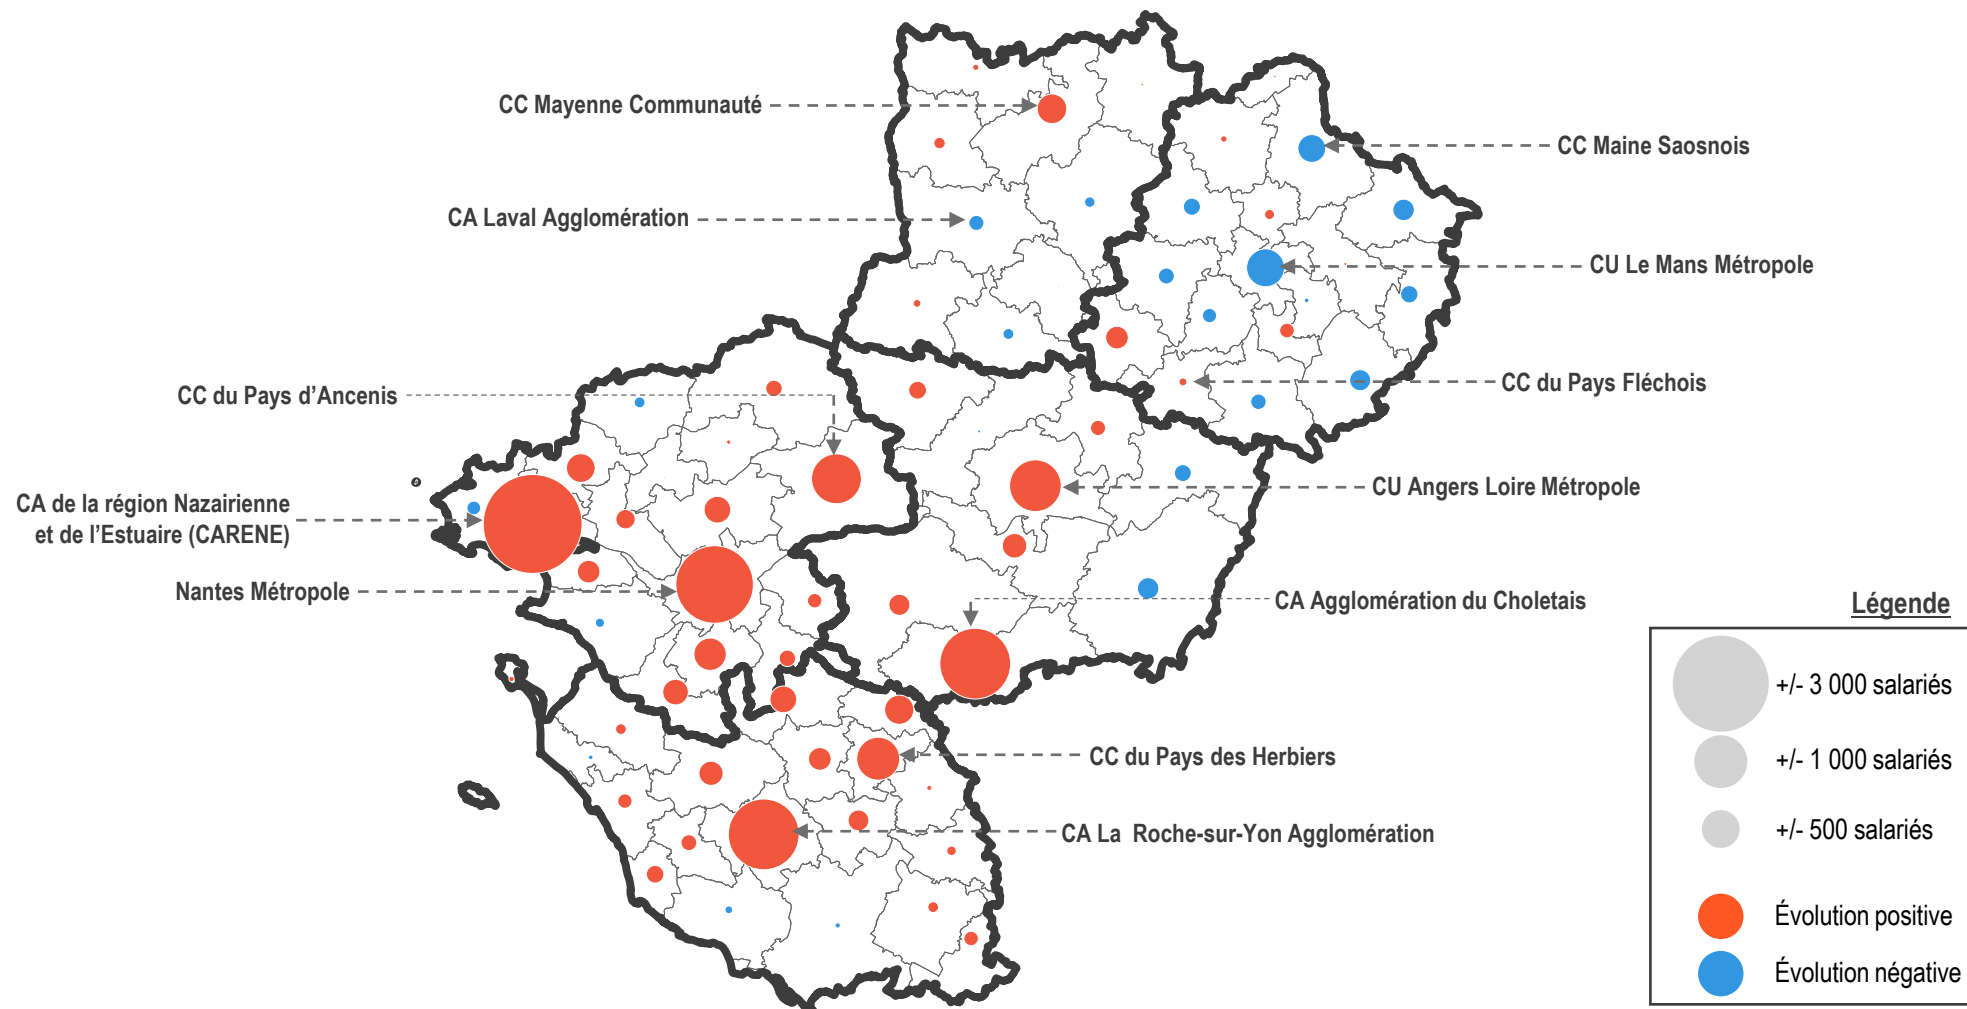 CC Mayenne Communauté
CC Maine Saosnois
CA Laval Agglomération
CU Le Mans Métropole
CC du Pays d’Ancenis
CC du Pays Fléchois
CA de la région Nazairienne
et de l’Estuaire (CARENE)
CU Angers Loire Métropole
Nantes Métropole
CA Agglomération du Choletais
CC du Pays des Herbiers
CA La Roche-sur-Yon Agglomération
Légende
+/- 3 000 salariés
+/- 1 000 salariés
+/- 500 salariés
Évolution positive
Évolution négative